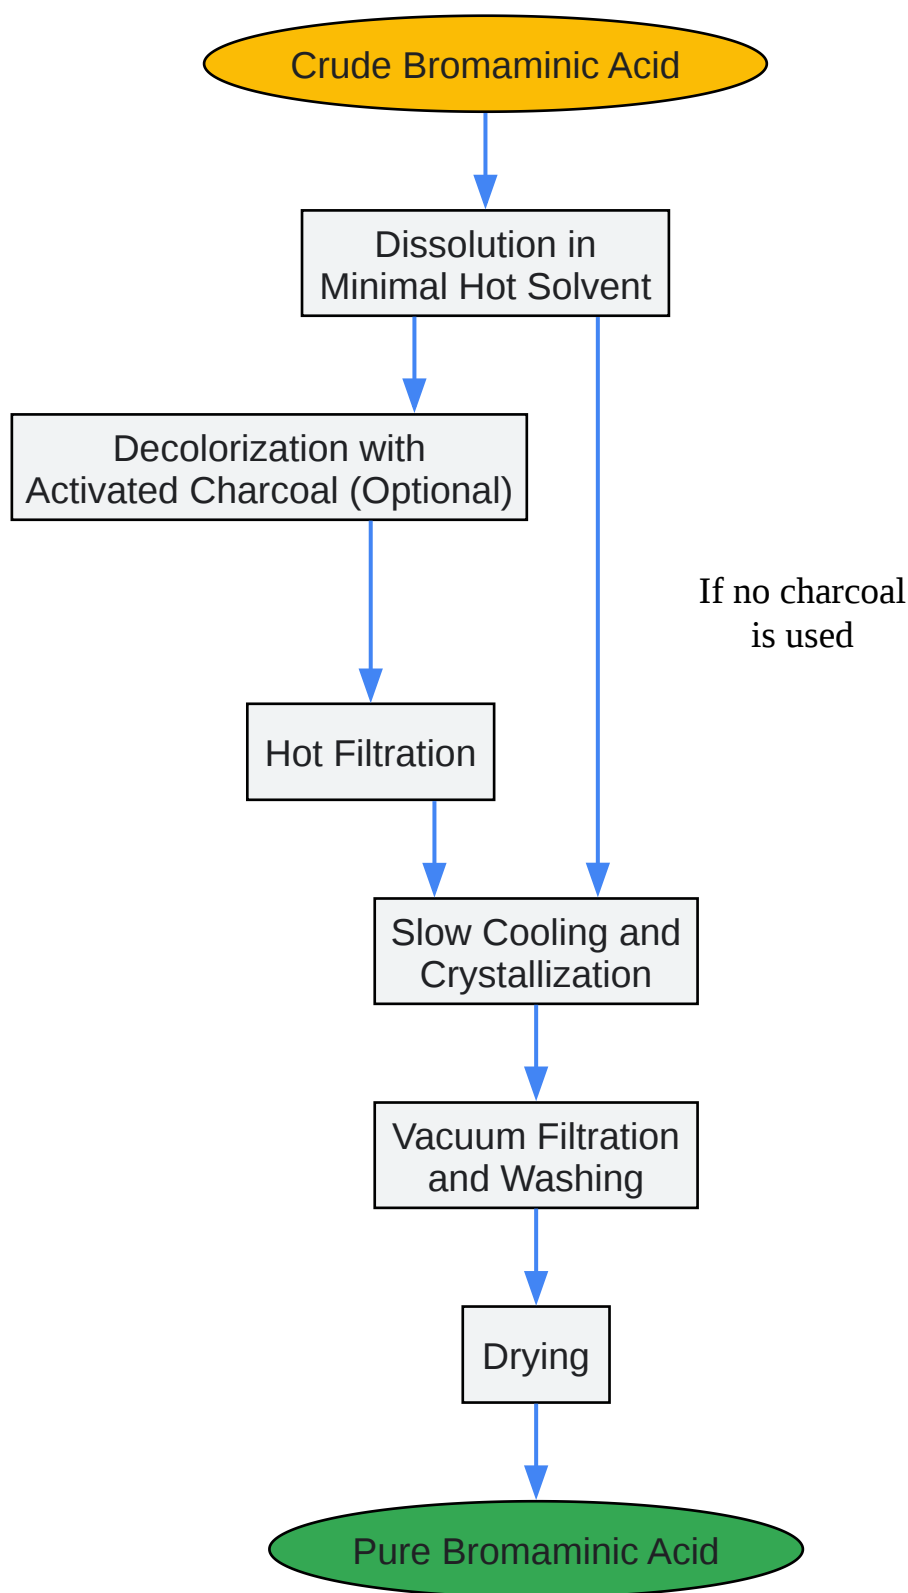 Crude Bromaminic Acid
Dissolution in
Minimal Hot Solvent
Decolorization with
Activated Charcoal (Optional)
If no charcoal
is used
Hot Filtration
Slow Cooling and
Crystallization
Vacuum Filtration
and Washing
Drying
Pure Bromaminic Acid